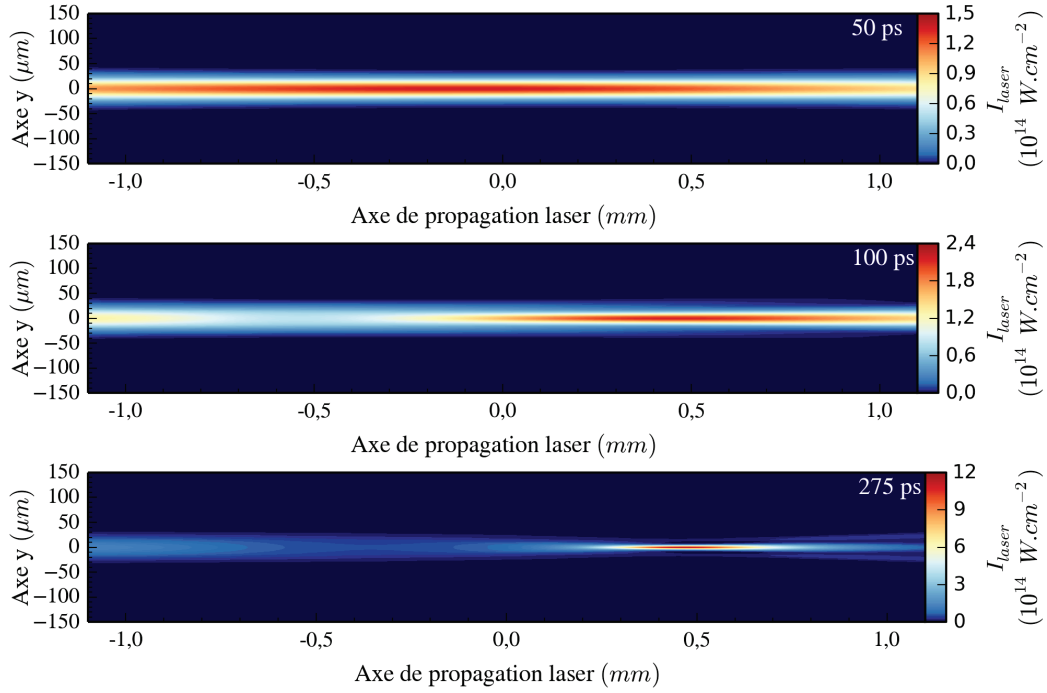 150
100
50
0
−50
−100
−150
Axe y (μm)
50 ps
1,5
1,2
0,9
0,6
0,3
0,0
I_laser
(10^14 W.cm^−2)
-1,0 -0,5 0,0 0,5 1,0
Axe de propagation laser (mm)
150
100
50
0
−50
−100
−150
Axe y (μm)
100 ps
2,4
1,8
1,2
0,6
0,0
I_laser
(10^14 W.cm^−2)
-1,0 -0,5 0,0 0,5 1,0
Axe de propagation laser (mm)
150
100
50
0
−50
−100
−150
Axe y (μm)
275 ps
12
9
6
3
0
I_laser
(10^14 W.cm^−2)
-1,0 -0,5 0,0 0,5 1,0
Axe de propagation laser (mm)